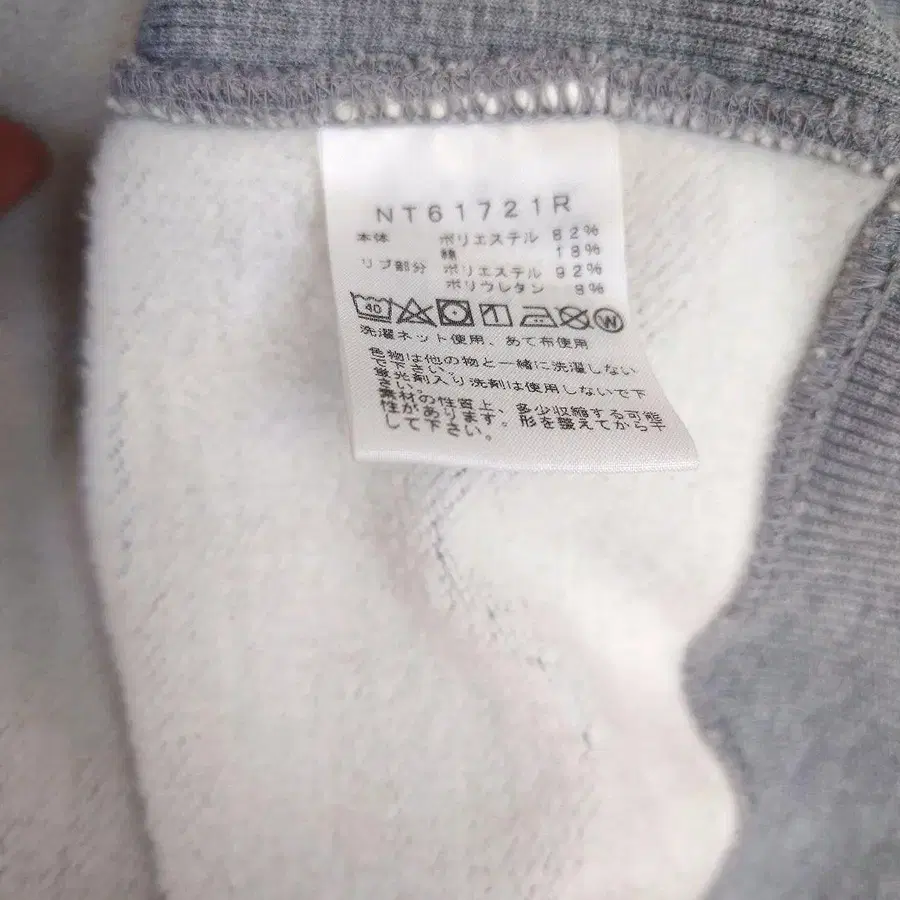 NT61721R
本体 ポリエステル 82%
綿 18%
リブ部分 ポリエステル 92%
ポリウレタン 8%
40 W
洗濯ネット使用、あて布使用
色物は他の物と一緒に洗濯しない
で下さい。
蛍光剤入り洗剤は使用しないで下
さい。
素材の性質上、多少収縮する可能
性があります。形を整えてから干
して下さい。